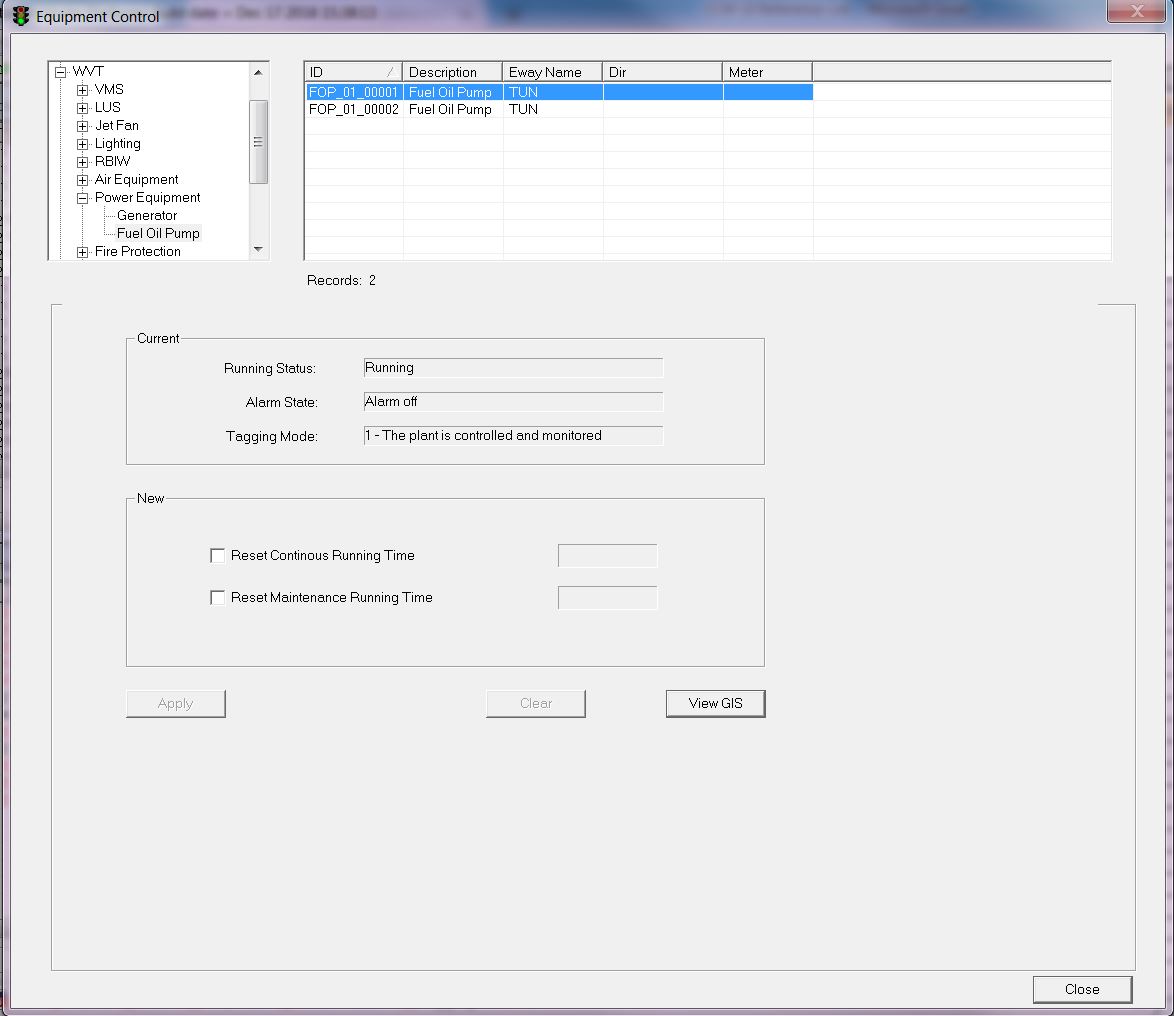 Equipment Control
WVT
VMS
LUS
Jet Fan
Lighting
RBIW
Air Equipment
Power Equipment
Generator
Fuel Oil Pump
Fire Protection
ID Description Eway Name Dir Meter
FOP_01_00001 Fuel Oil Pump TUN
FOP_01_00002 Fuel Oil Pump TUN
Records: 2
Current
Running Status: Running
Alarm State: Alarm off
Tagging Mode: 1 - The plant is controlled and monitored
New
Reset Continous Running Time
Reset Maintenance Running Time
Apply Clear View GIS
Close